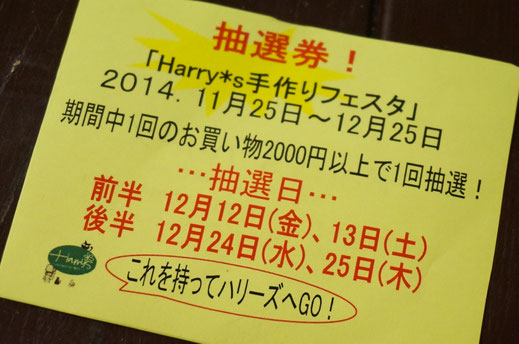 抽選券！
「Harry*s手作りフェスタ」
2014．11月25日～12月25日
期間中1回のお買い物2000円以上で1回抽選！
…抽選日…
前半　12月12日(金)、13日(土)
後半　12月24日(水)、25日(木)
Harry's
これを持ってハリーズへGO！